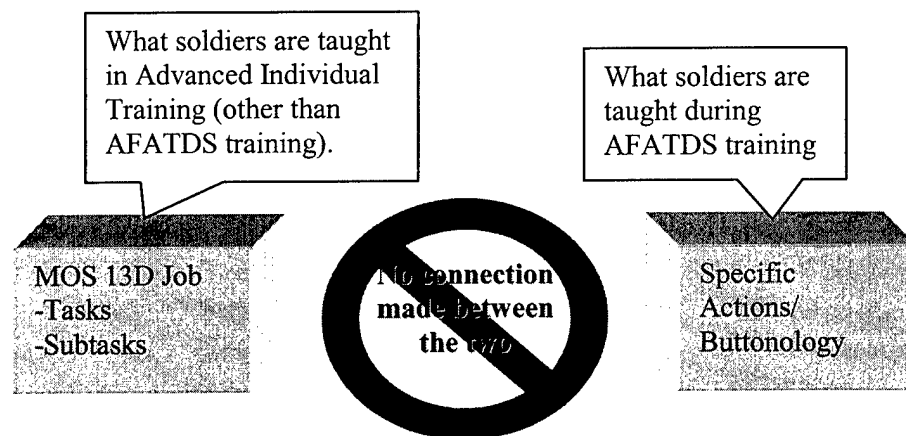 What soldiers are taught
in Advanced Individual
Training (other than
AFATDS training).
What soldiers are
taught during
AFATDS training
MOS 13D Job
-Tasks
-Subtasks
No connection
made between
the two
Specific
Actions/
Buttonology